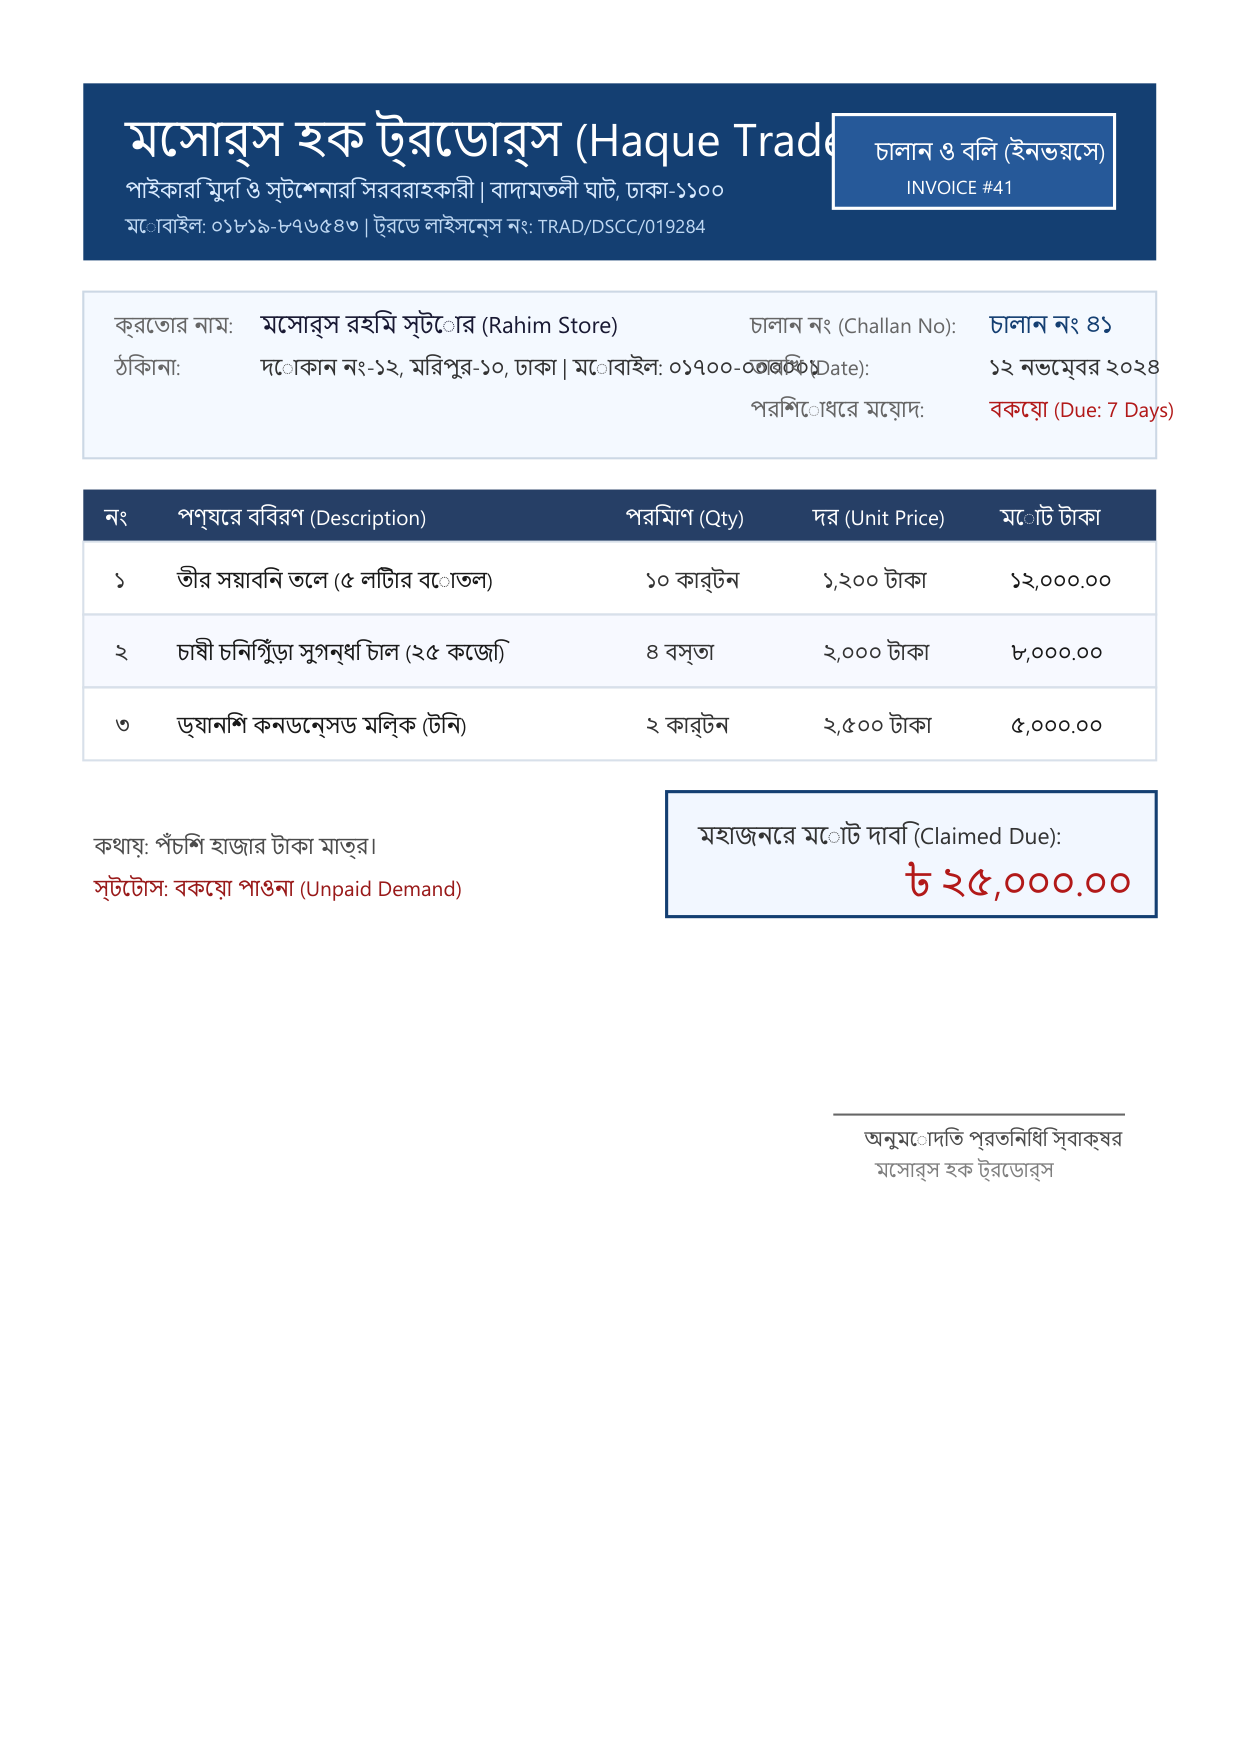 মেসার্স হক ট্রেডার্স (Haque Trade
চালান ও বিল (ইনভয়েস)
INVOICE #41
পাইকারি মুদি ও স্টেশনারি সরবরাহকারী | বাদামতলী ঘাট, ঢাকা-১১০০
মোবাইল: ০১৮১৯-৮৭৬৫৪৩ | ট্রেড লাইসেন্স নং: TRAD/DSCC/019284
ক্রেতার নাম: মেসার্স রহিম স্টোর (Rahim Store) চালান নং (Challan No): চালান নং ৪১
ঠিকানা: দোকান নং-১২, মিরপুর-১০, ঢাকা | মোবাইল: ০১৭০০-০০০০০১ তারিখ (Date): ১২ নভেম্বর ২০২৪
পরিশোধের মেয়াদ: বকেয়া (Due: 7 Days)
নং পণ্যের বিবরণ (Description) পরিমাণ (Qty) দর (Unit Price) মোট টাকা
১ তীর সয়াবিন তেল (৫ লিটার বোতল) ১০ কার্টন ১,২০০ টাকা ১২,০০০.০০
২ চাষী চিনিগুঁড়া সুগন্ধি চাল (২৫ কেজি) ৪ বস্তা ২,০০০ টাকা ৮,০০০.০০
৩ ড্যানিশ কনডেন্সড মিল্ক (টিন) ২ কার্টন ২,৫০০ টাকা ৫,০০০.০০
মহাজনের মোট দাবি (Claimed Due):
৳ ২৫,০০০.০০
কথায়: পঁচিশ হাজার টাকা মাত্র।
স্ট্যাটাস: বকেয়া পাওনা (Unpaid Demand)
অনুমোদিত প্রতিনিধি স্বাক্ষর
মেসার্স হক ট্রেডার্স